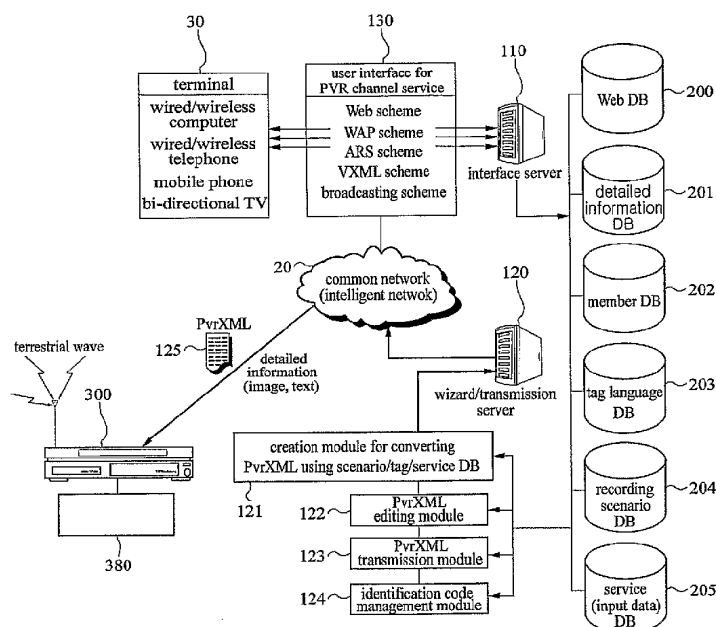 30
130
110
terminal
wired/wireless
computer
wired/wireless
telephone
mobile phone
bi-directional TV
user interface for
PVR channel service
Web scheme
WAP scheme
ARS scheme
VXML scheme
broadcasting scheme
interface server
Web DB
200
detailed
information
DB
201
member DB
202
tag language
DB
203
recording
scenario
DB
204
service
(input data)
DB
205
20
common network
(intelligent netwok)
120
wizard/transmission
server
PvrXML
125
detailed
information
(image, text)
terrestrial wave
300
380
creation module for converting
PvrXML using scenario/tag/service DB
121
122
PvrXML
editing module
123
PvrXML
transmission module
124
identification code
management module